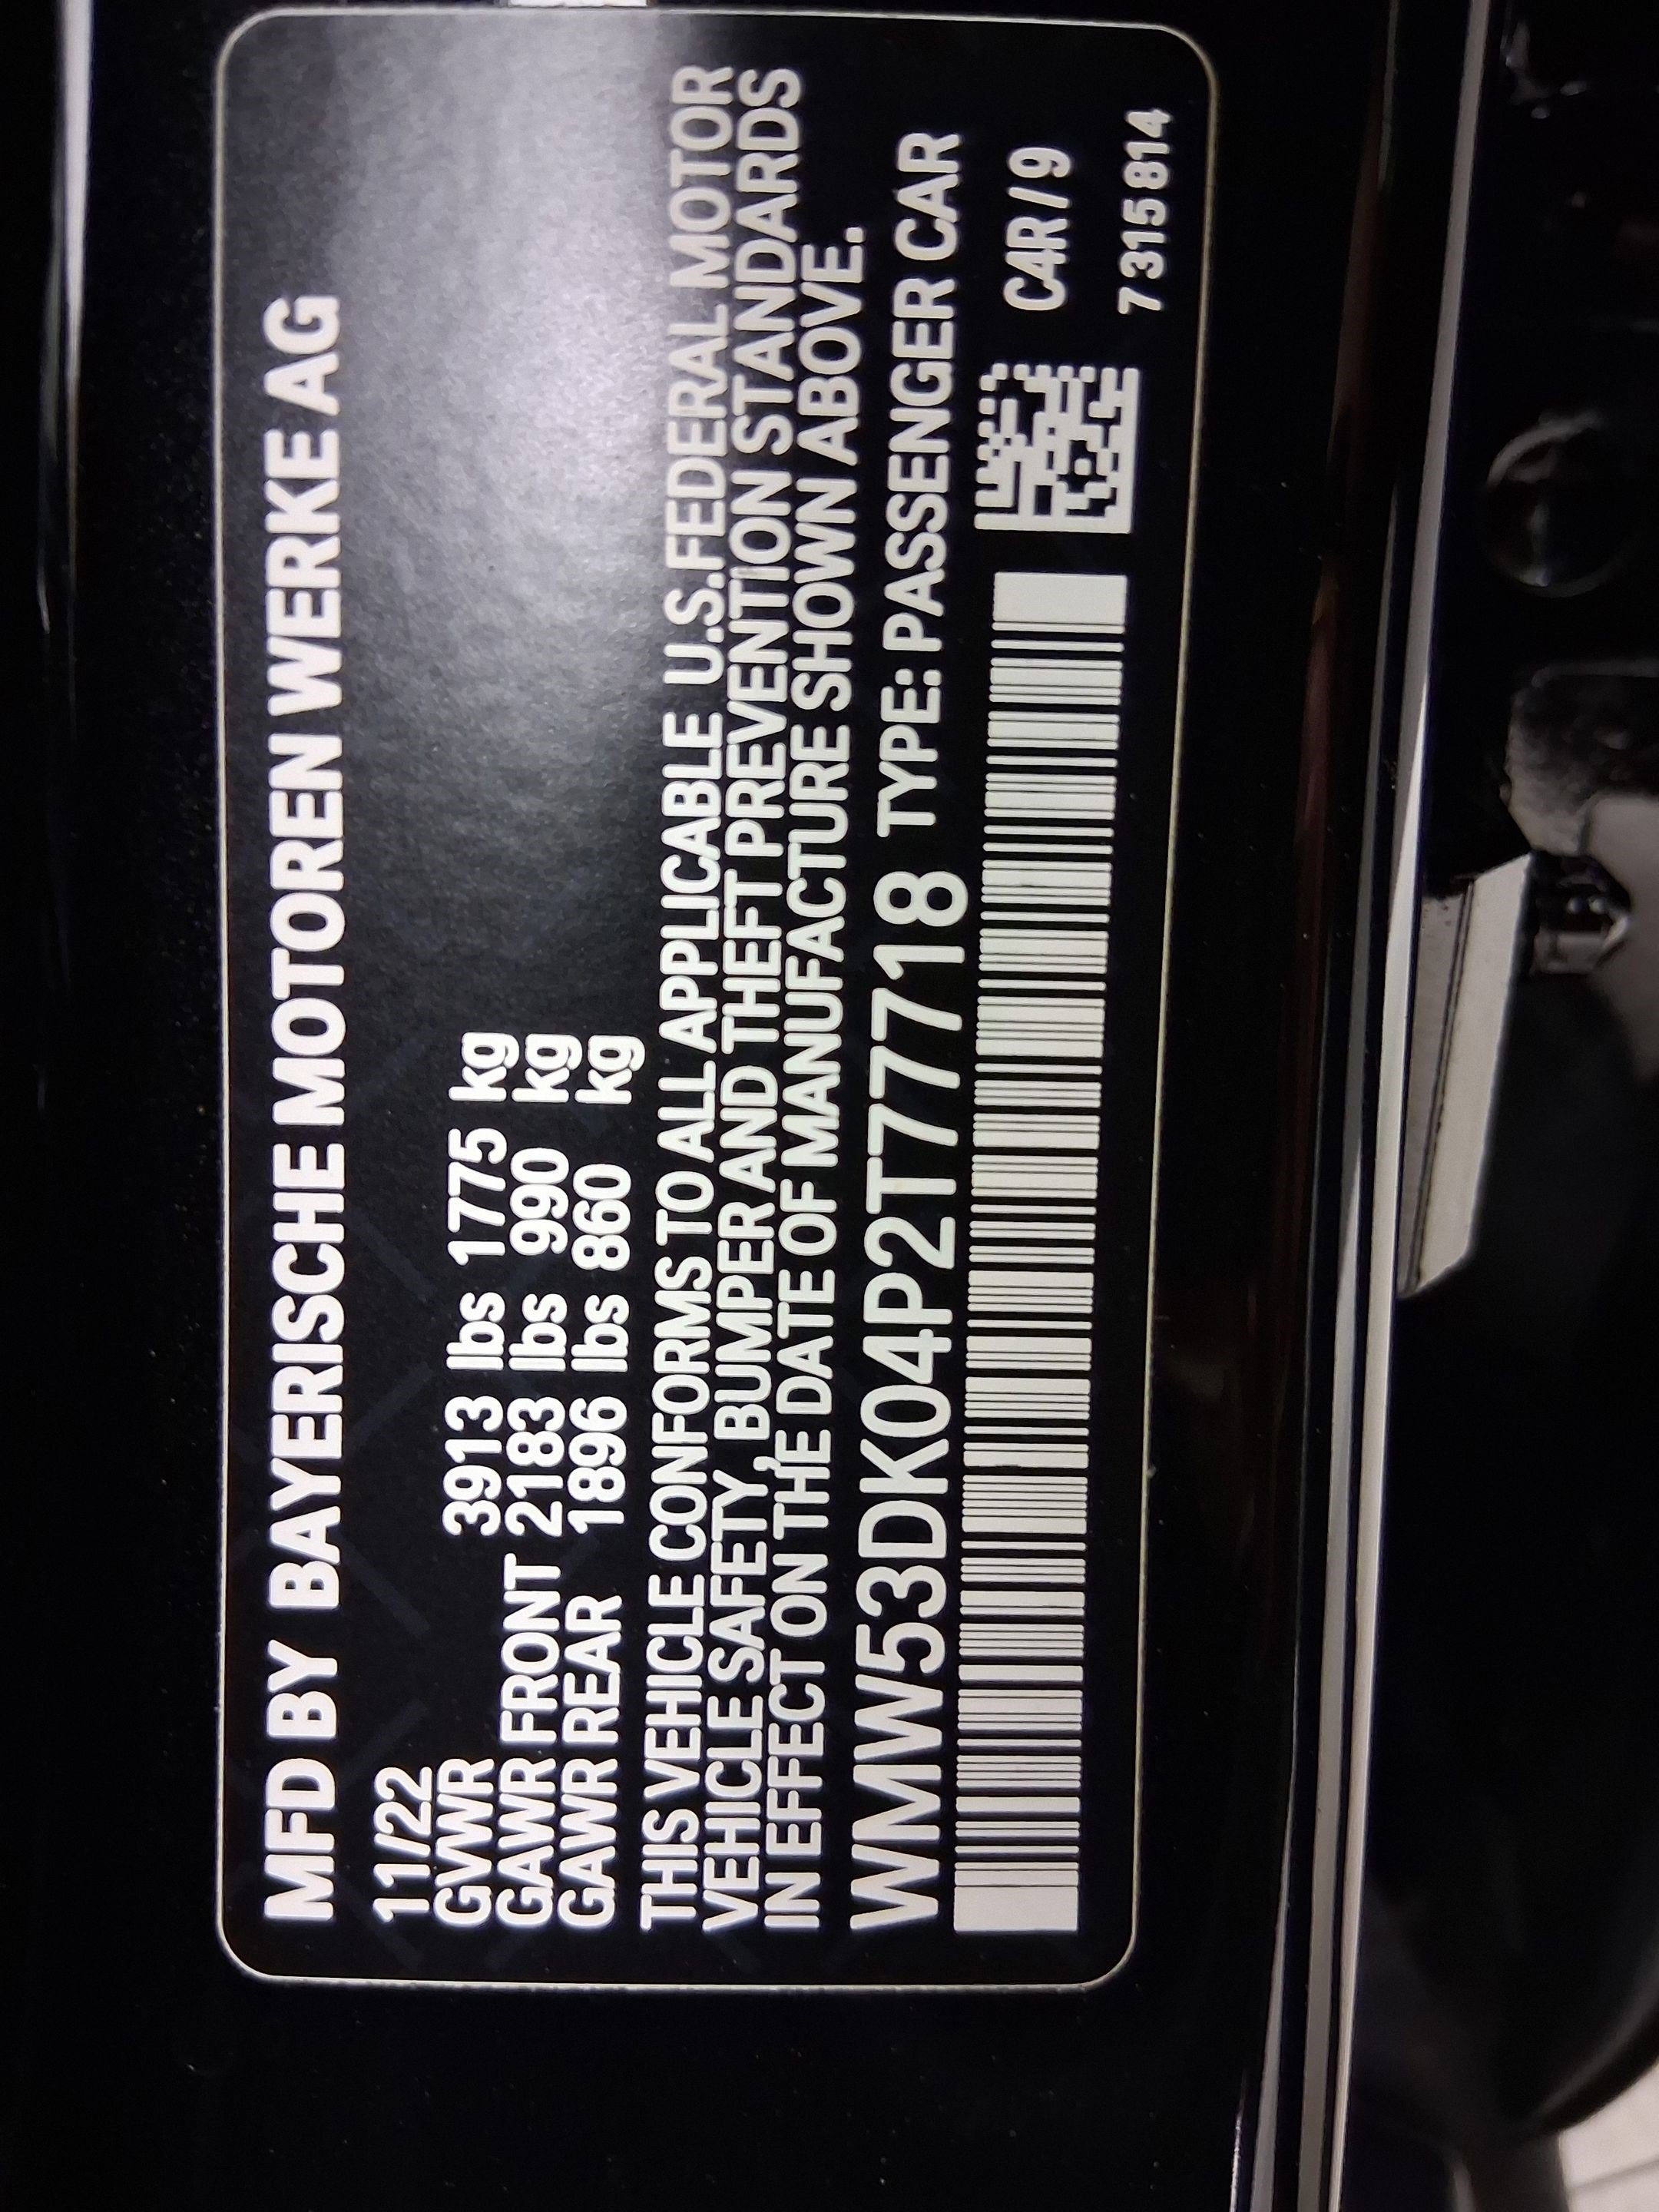 MFD BY BAYERISCHE MOTOREN WERKE AG
11/22
GVWR 3913 lbs 1775 kg
GAWR FRONT 2183 lbs 990 kg
GAWR REAR 1896 lbs 860 kg
THIS VEHICLE CONFORMS TO ALL APPLICABLE U.S.FEDERAL MOTOR
VEHICLE SAFETY, BUMPER AND THEFT PREVENTION STANDARDS
IN EFFECT ON THE DATE OF MANUFACTURE SHOWN ABOVE.
WMW53DK04P2T77718 TYPE: PASSENGER CAR
C4R/9
7 315 814